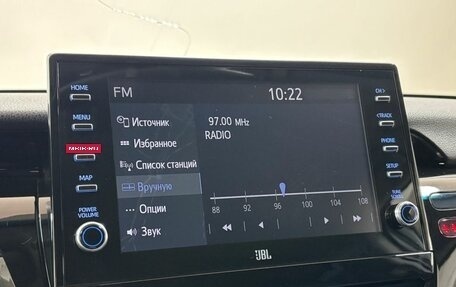 HOME
FM
10:22
CH >
MENU
Источник
97.00 MHz
RADIO
< TRACK
Избранное
PHONE
Список станций
MAP
Вручную
SETUP
88 92 96 100 104 108
Опции
POWER
VOLUME
TUNE
SCROLL
Звук
JBL